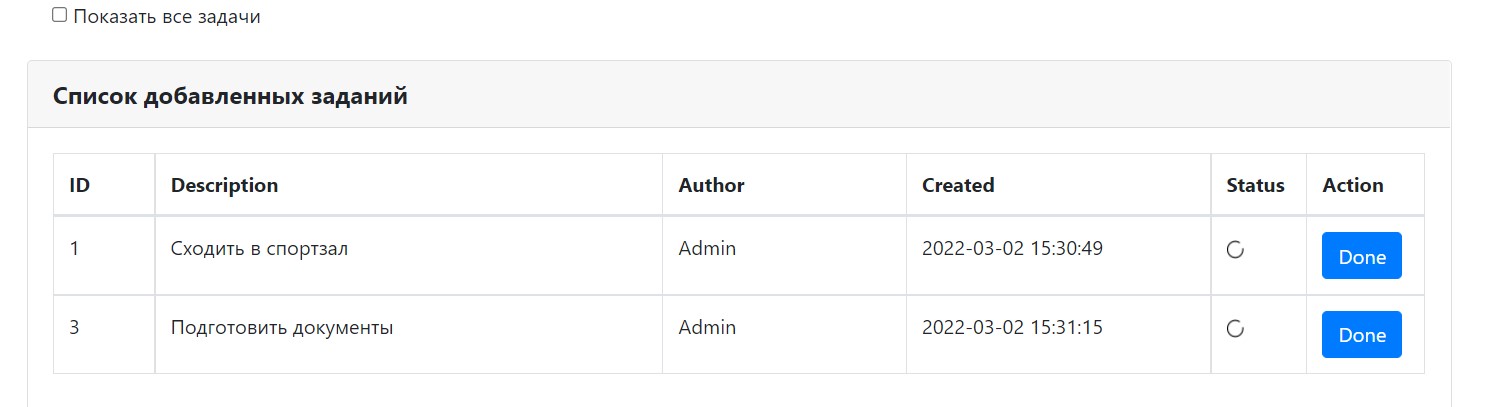 Показать все задачи
Список добавленных заданий
ID Description Author Created Status Action
1 Сходить в спортзал Admin 2022-03-02 15:30:49 Done
3 Подготовить документы Admin 2022-03-02 15:31:15 Done